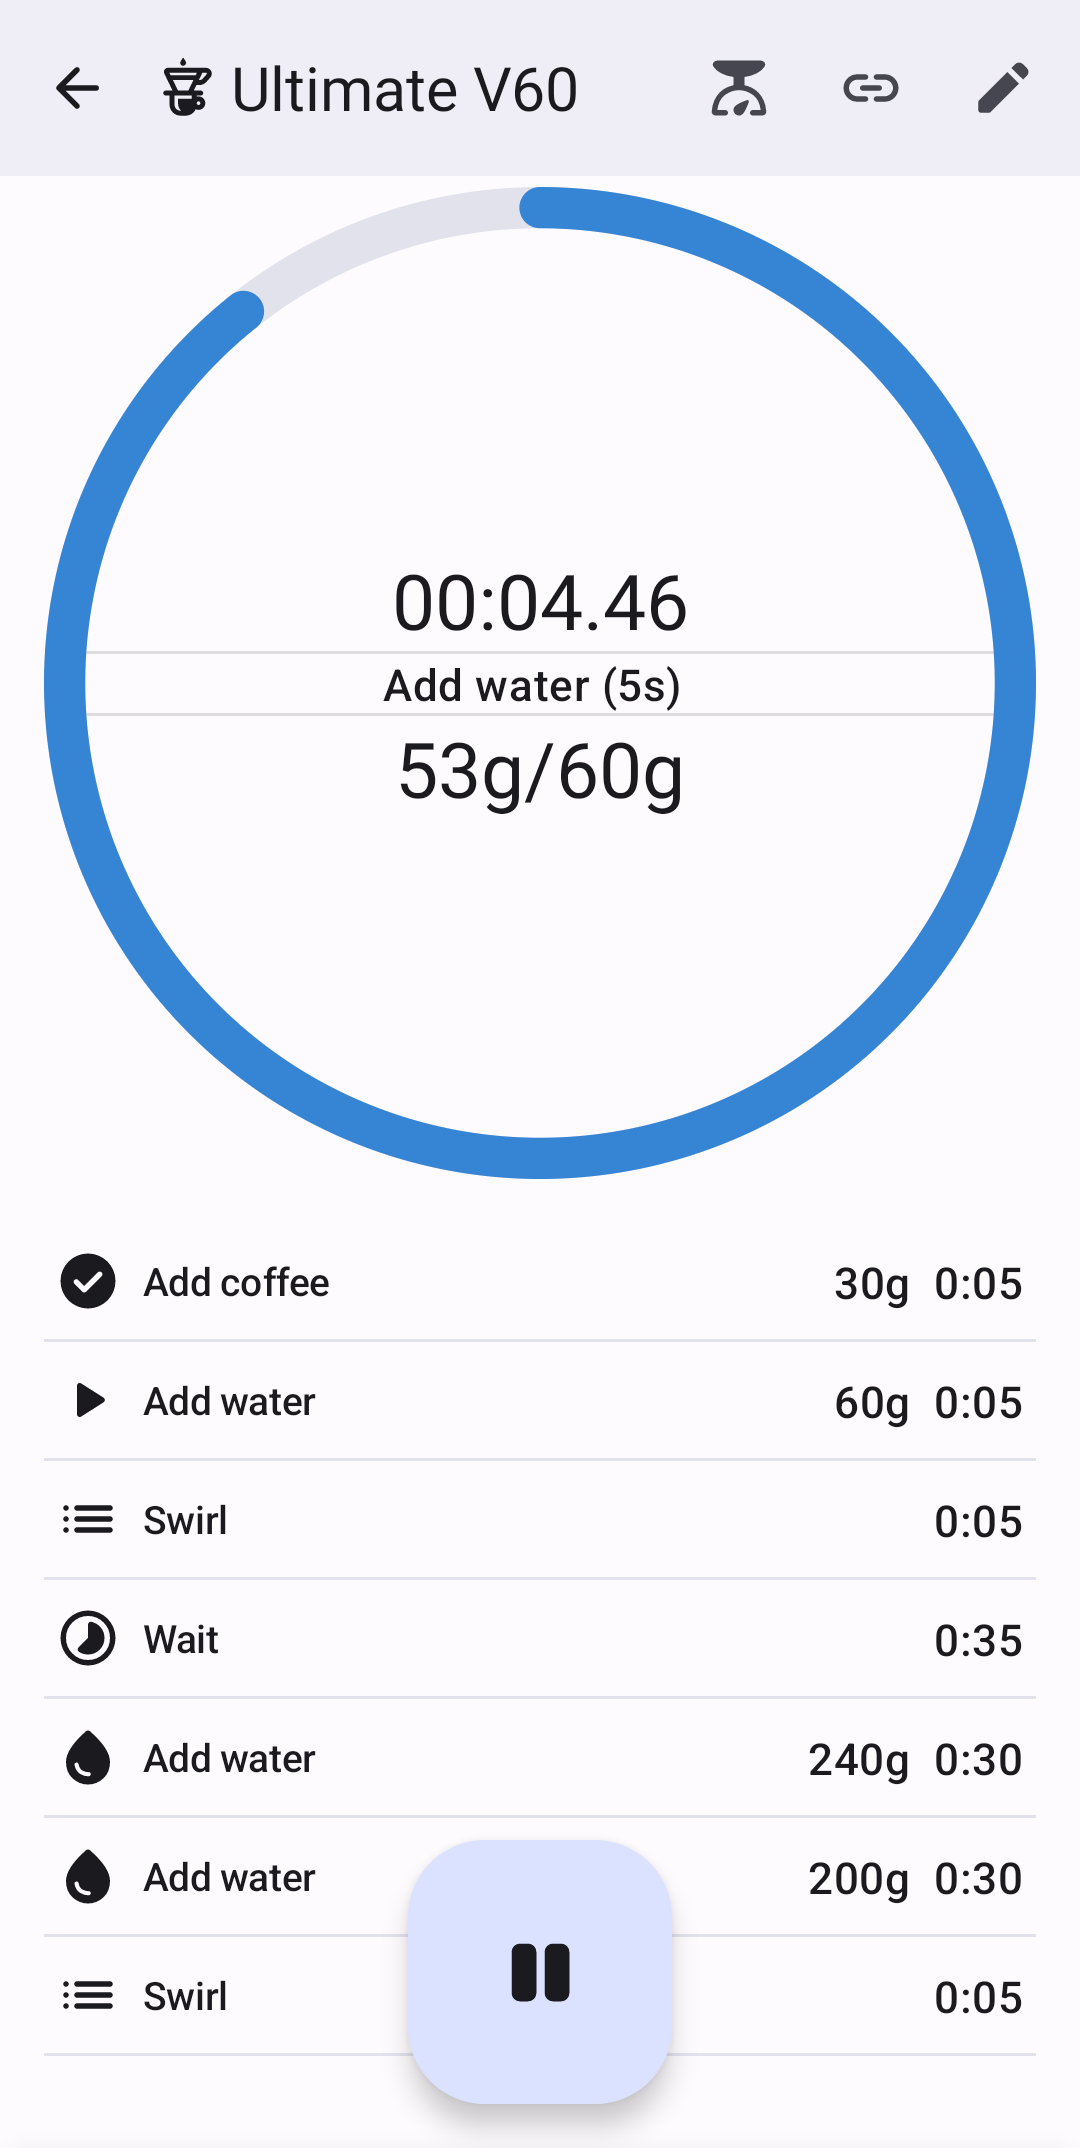 Ultimate V60
00:04.46
Add water (5s)
53g/60g
Add coffee 30g 0:05
Add water 60g 0:05
Swirl 0:05
Wait 0:35
Add water 240g 0:30
Add water 200g 0:30
Swirl 0:05